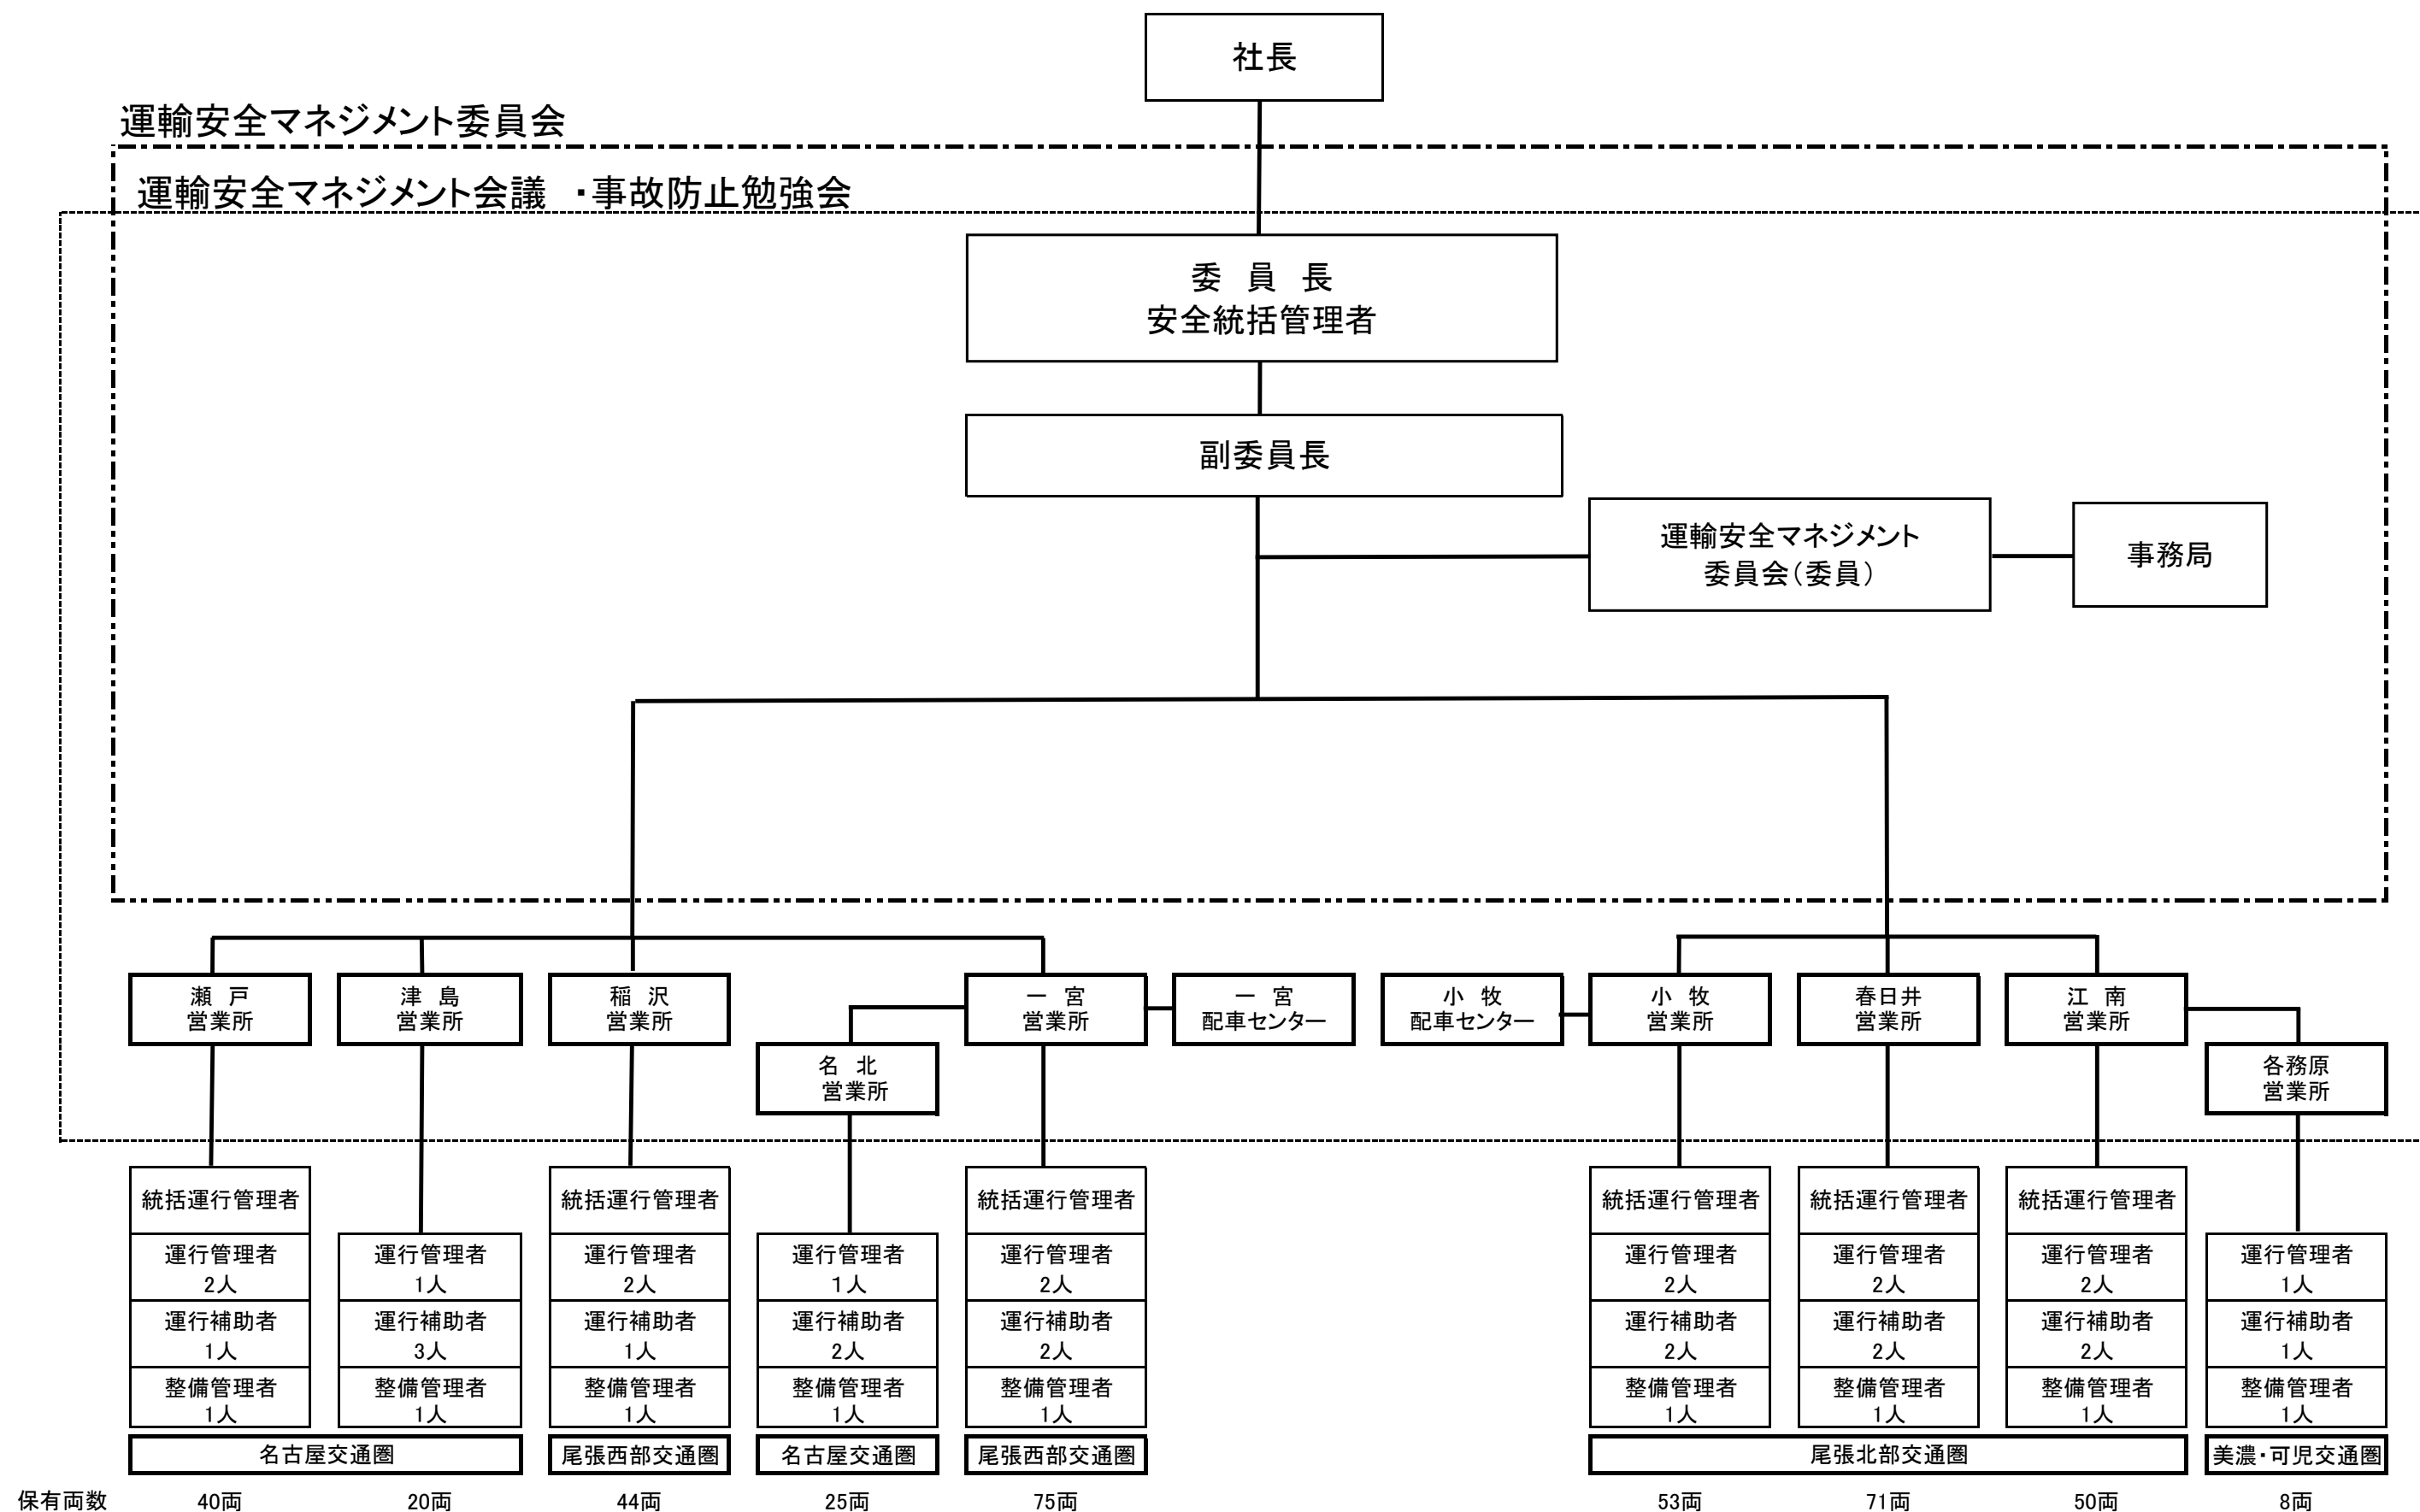 社長
運輸安全マネジメント委員会
運輸安全マネジメント会議　・事故防止勉強会
委　員　長
安全統括管理者
副委員長
運輸安全マネジメント
委員会（委員）
事務局
瀬　戸
営業所
津　島
営業所
稲　沢
営業所
一　宮
営業所
一　宮
配車センター
小　牧
配車センター
小　牧
営業所
春日井
営業所
江　南
営業所
名　北
営業所
各務原
営業所
統括運行管理者
統括運行管理者
統括運行管理者
統括運行管理者
統括運行管理者
統括運行管理者
運行管理者
2人
運行管理者
1人
運行管理者
2人
運行管理者
1人
運行管理者
2人
運行管理者
2人
運行管理者
2人
運行管理者
2人
運行管理者
1人
運行補助者
1人
運行補助者
3人
運行補助者
1人
運行補助者
2人
運行補助者
2人
運行補助者
2人
運行補助者
2人
運行補助者
2人
運行補助者
1人
整備管理者
1人
整備管理者
1人
整備管理者
1人
整備管理者
1人
整備管理者
1人
整備管理者
1人
整備管理者
1人
整備管理者
1人
整備管理者
1人
名古屋交通圏
尾張西部交通圏
名古屋交通圏
尾張西部交通圏
尾張北部交通圏
美濃・可児交通圏
保有両数 40両 20両 44両 25両 75両 53両 71両 50両 8両